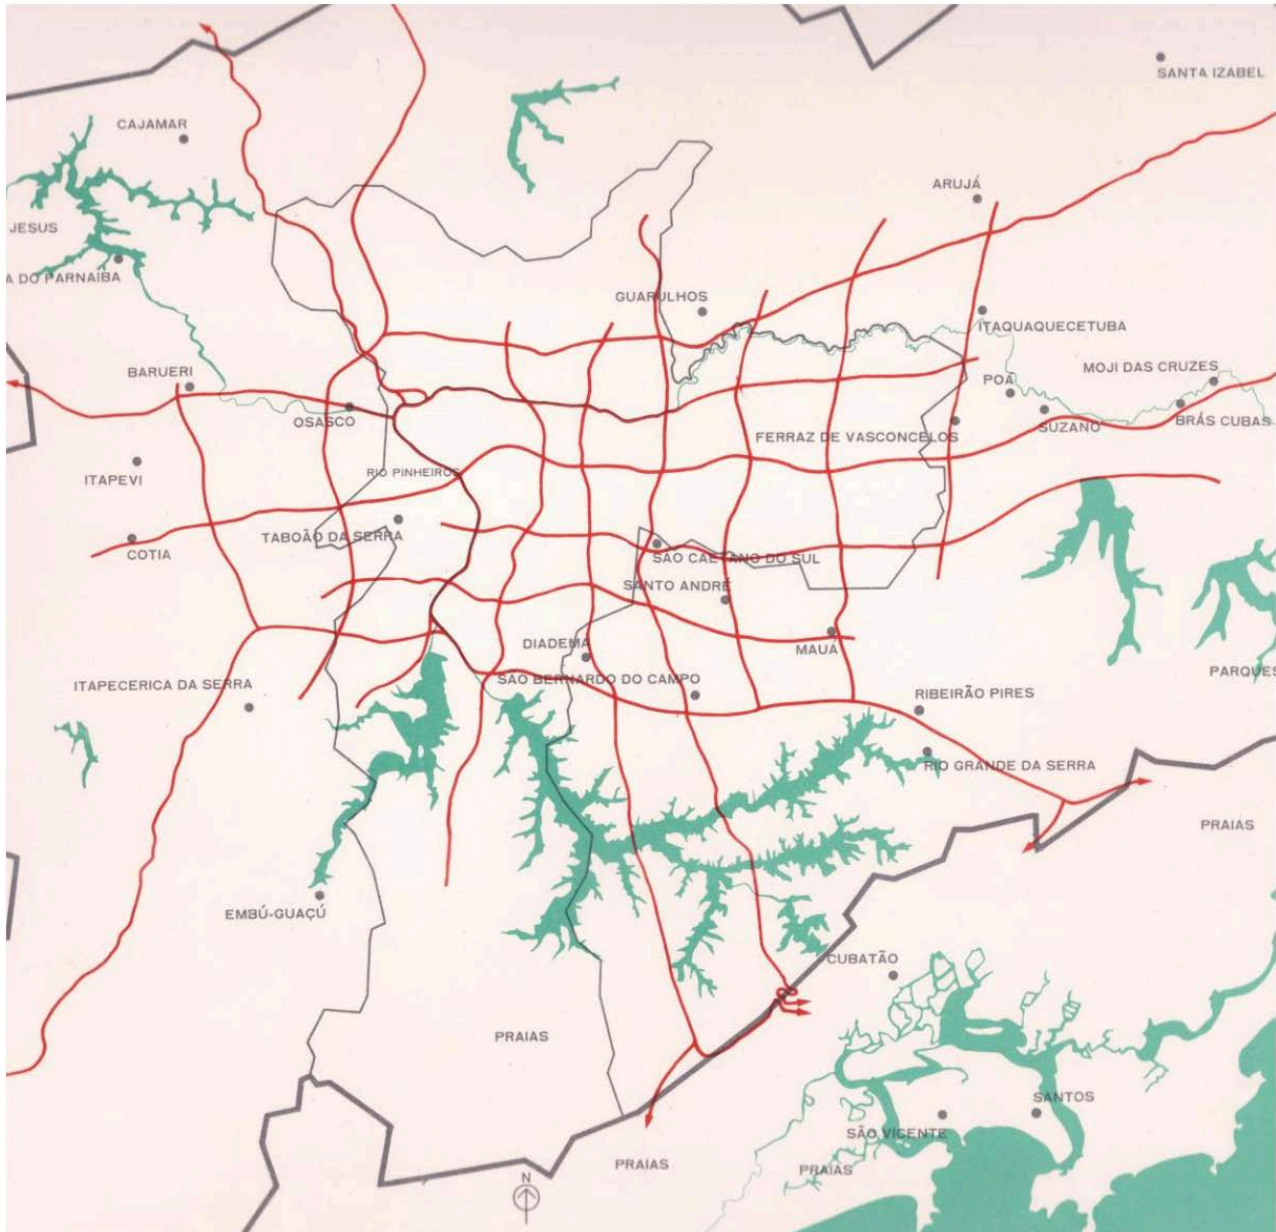 SANTA IZABEL
CAJAMAR
ARUJÁ
JESUS
A DO PARNAIBA
GUARULHOS
ITAQUAQUECETUBA
BARUERI
POÁ
MOJI DAS CRUZES
OSASCO
FERRAZ DE VASCONCELOS
SUZANO
BRÁS CUBAS
ITAPEVI
RIO PINHEIROS
TABOÃO DA SERRA
COTIA
SÃO CAETANO DO SUL
SANTO ANDRÉ
DIADEMA
MAUÁ
ITAPECERICA DA SERRA
SÃO BERNARDO DO CAMPO
PARQUES
RIBEIRÃO PIRES
RIO GRANDE DA SERRA
PRAIAS
EMBÚ-GUAÇÚ
CUBATÃO
PRAIAS
SANTOS
SÃO VICENTE
PRAIAS
PRAIAS
N